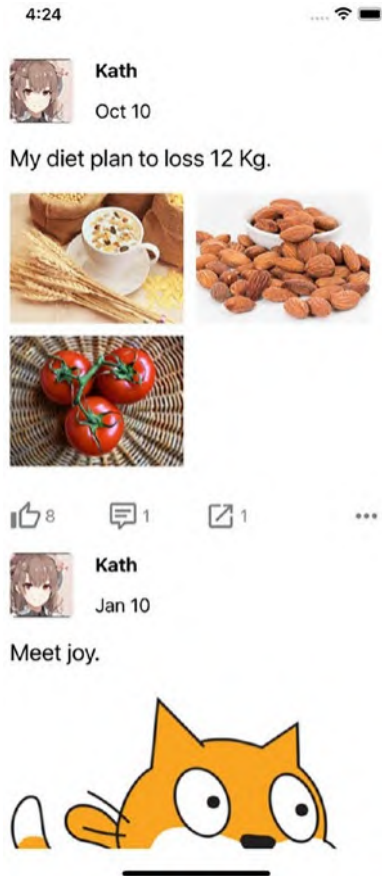 4:24
Kath
Oct 10
My diet plan to loss 12 Kg.
8 1 1
Kath
Jan 10
Meet joy.